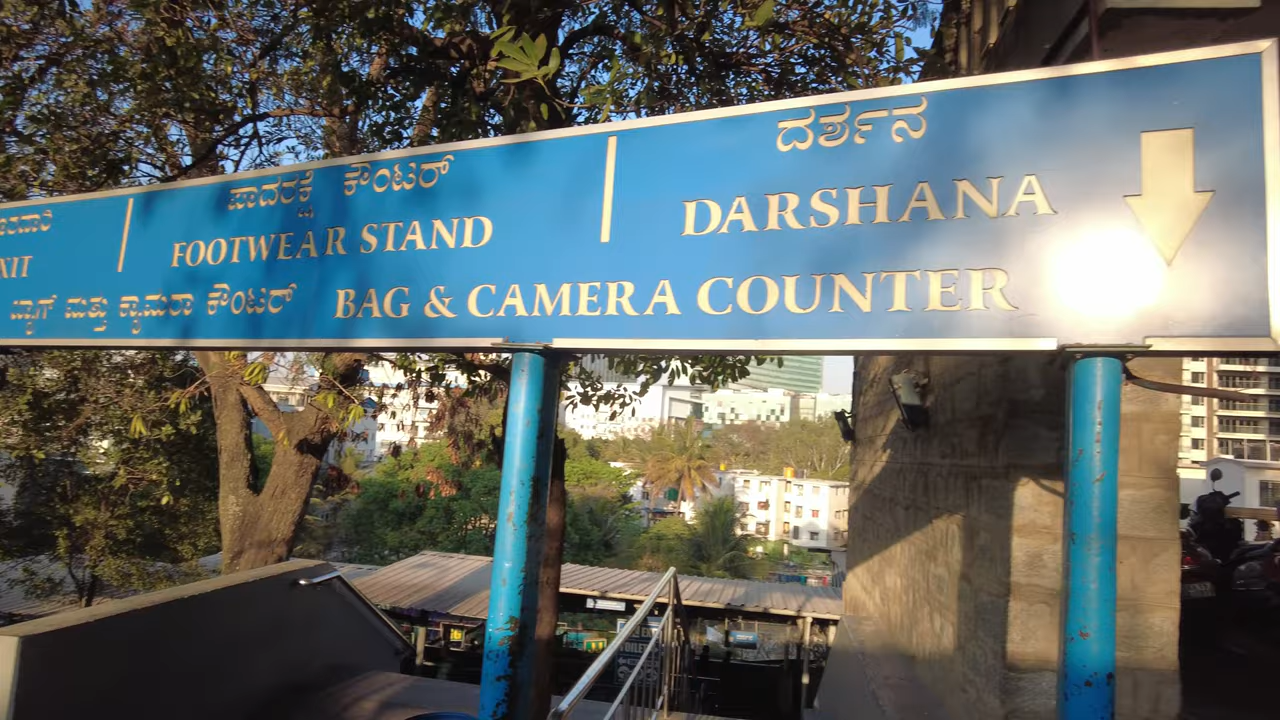 ಪಾದರಕ್ಷೆ ಕೌಂಟರ್
FOOTWEAR STAND
ದರ್ಶನ
DARSHANA
ಬ್ಯಾಗ್ ಮತ್ತು ಕ್ಯಾಮರಾ ಕೌಂಟರ್ BAG & CAMERA COUNTER